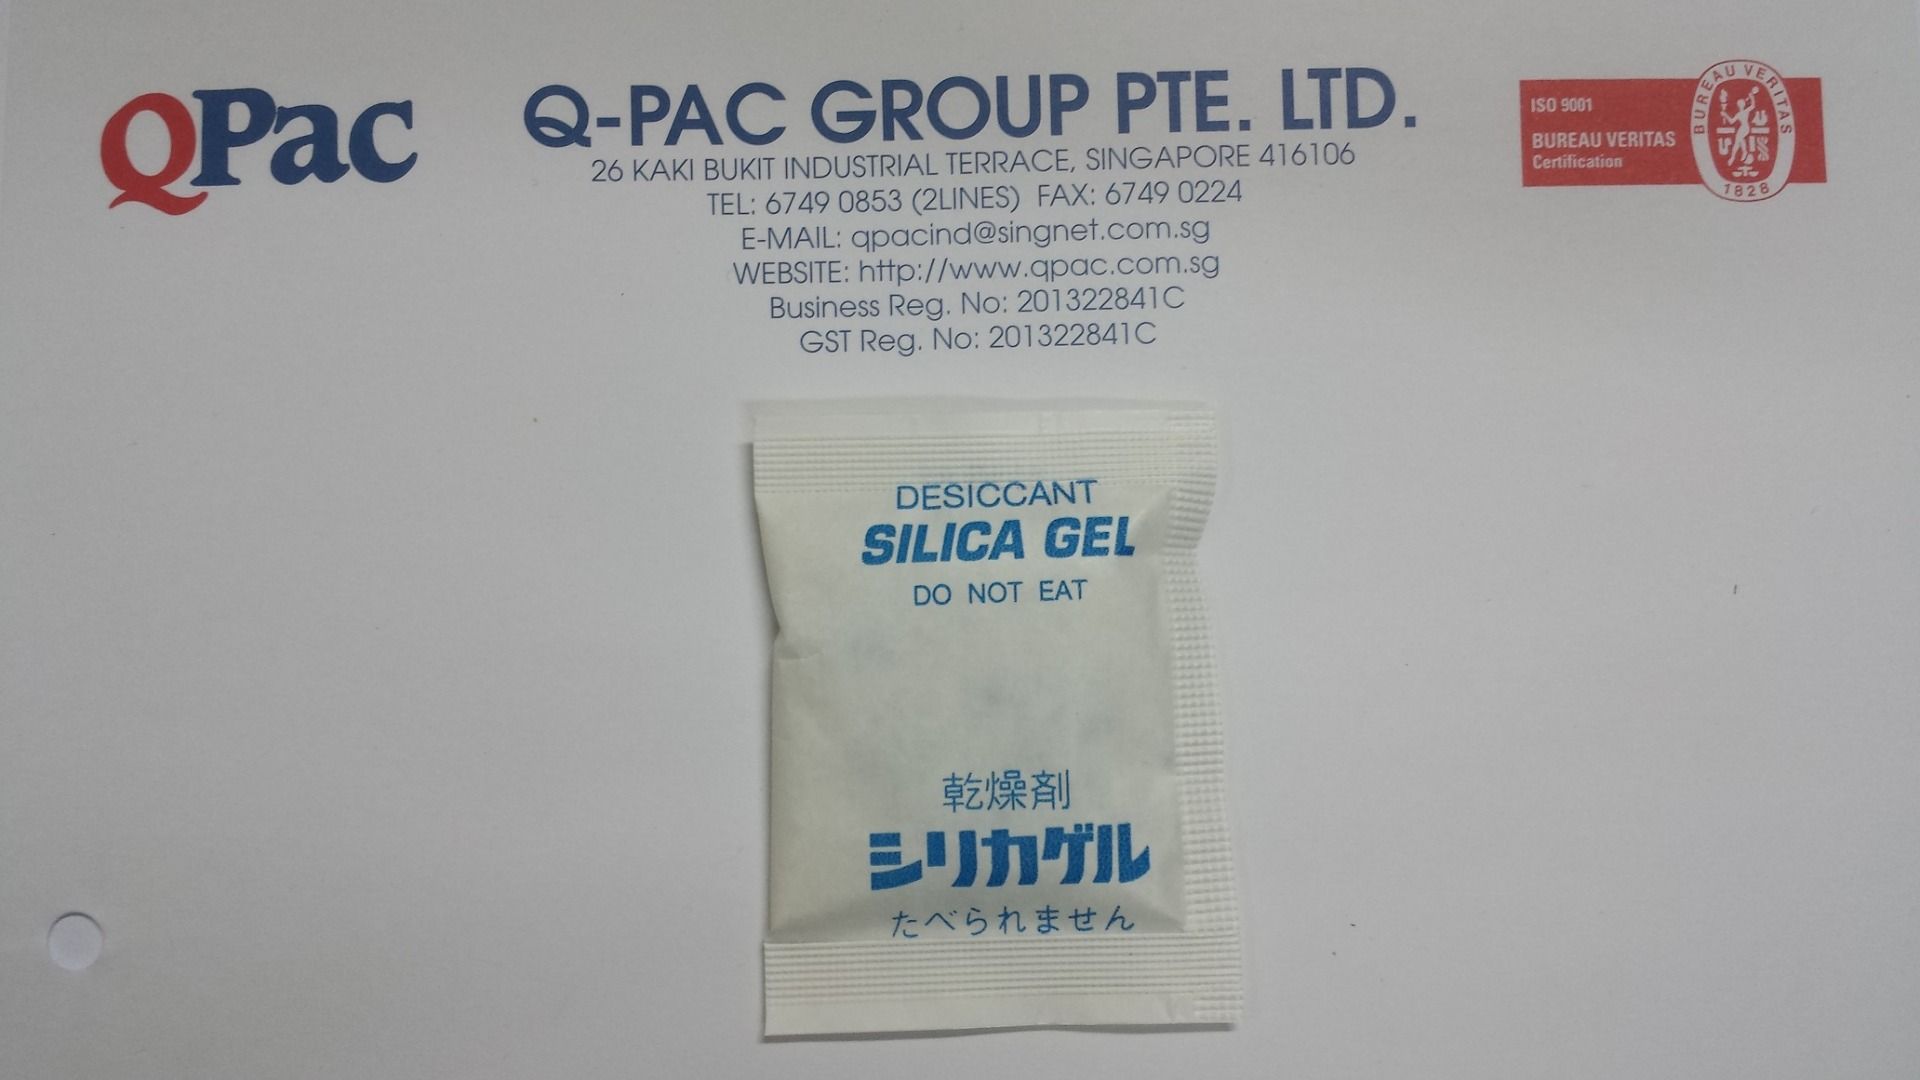 QPac
Q-PAC GROUP PTE. LTD.
26 KAKI BUKIT INDUSTRIAL TERRACE, SINGAPORE 416106
TEL: 6749 0853 (2LINES) FAX: 6749 0224
E-MAIL: qpacind@singnet.com.sg
WEBSITE: http://www.qpac.com.sg
Business Reg. No: 201322841C
GST Reg. No: 201322841C
ISO 9001
BUREAU VERITAS
Certification
BUREAU VERITAS
1828
DESICCANT
SILICA GEL
DO NOT EAT
乾燥剤
シリカゲル
たべられません